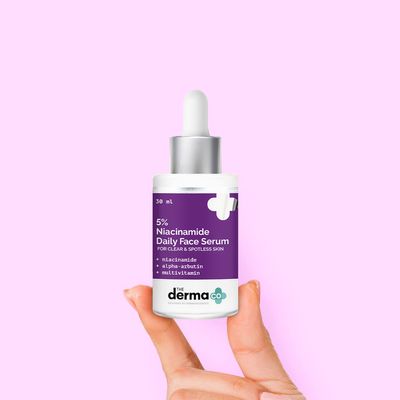 30 ml
5%
Niacinamide
Daily Face Serum
FOR CLEAR & SPOTLESS SKIN
+ niacinamide
+ alpha-arbutin
+ multivitamin
THE
derma co